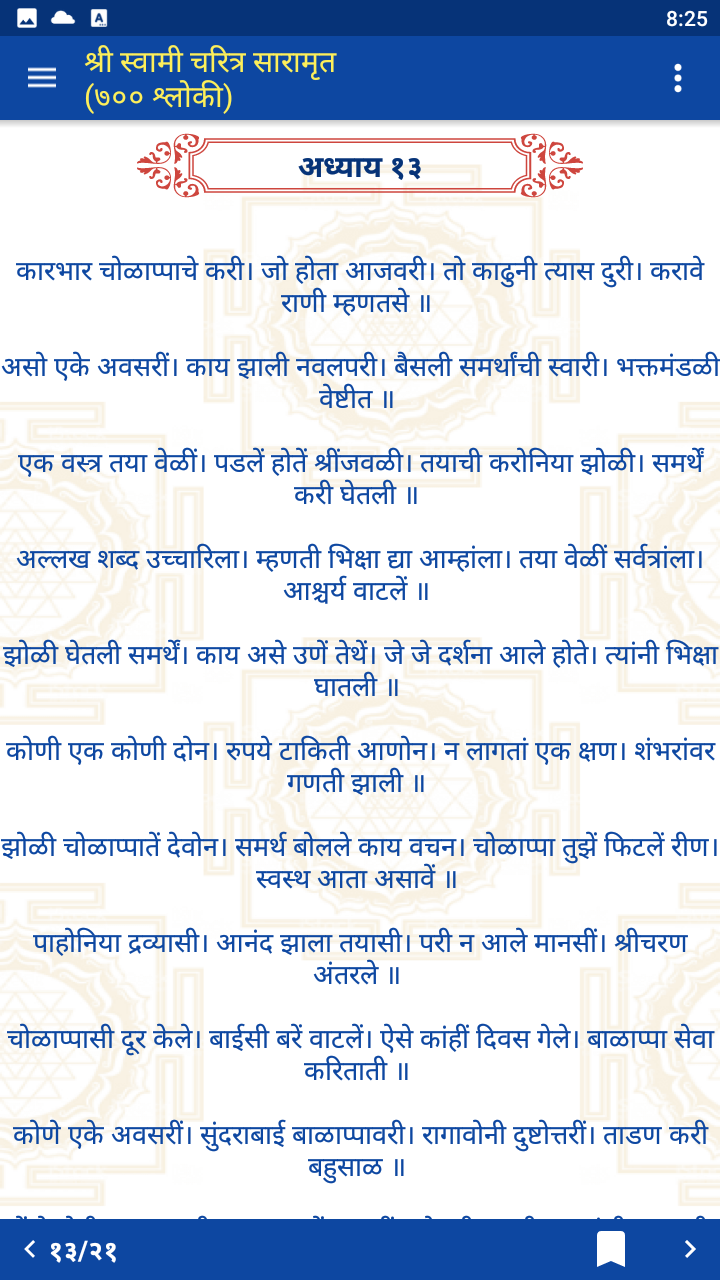 8:25
श्री स्वामी चरित्र सारामृत
(७०० श्लोकी)
अध्याय १३
कारभार चोळाप्पाचे करी। जो होता आजवरी। तो काढुनी त्यास दुरी। करावे
राणी म्हणतसे ॥
असो एके अवसरीं। काय झाली नवलपरी। बैसली समर्थांची स्वारी। भक्तमंडळी
वेष्टीत ॥
एक वस्त्र तया वेळीं। पडलें होतें श्रींजवळी। तयाची करोनिया झोळी। समर्थें
करी घेतली ॥
अल्लख शब्द उच्चारिला। म्हणती भिक्षा द्या आम्हांला। तया वेळीं सर्वत्रांला।
आश्चर्य वाटलें ॥
झोळी घेतली समर्थें। काय असे उणें तेथें। जे जे दर्शना आले होते। त्यांनी भिक्षा
घातली ॥
कोणी एक कोणी दोन। रुपये टाकिती आणोन। न लागतां एक क्षण। शंभरांवर
गणती झाली ॥
झोळी चोळाप्पातें देवोन। समर्थ बोलले काय वचन। चोळाप्पा तुझें फिटलें रीण।
स्वस्थ आता असावें ॥
पाहोनिया द्रव्यासी। आनंद झाला तयासी। परी न आले मानसीं। श्रीचरण
अंतरले ॥
चोळाप्पासी दूर केले। बाईसी बरें वाटलें। ऐसे कांहीं दिवस गेले। बाळाप्पा सेवा
करिताती ॥
कोणे एके अवसरीं। सुंदराबाई बाळाप्पावरी। रागावोनी दुष्टोत्तरीं। ताडण करी
बहुसाळ ॥
१३/२१